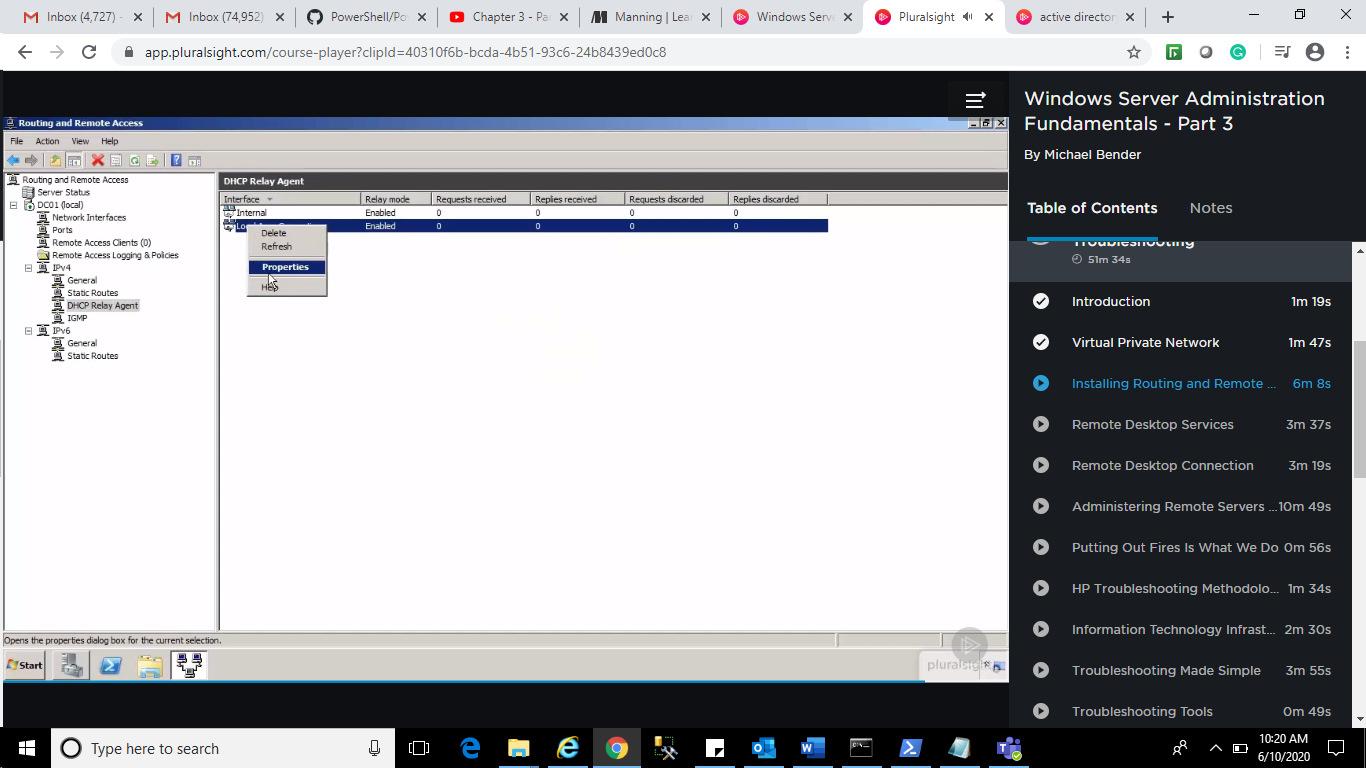 Inbox (4,727) -
Inbox (74,952)
PowerShell/Po
Chapter 3 - Pa
Manning | Lea
Windows Serve
Pluralsight
active director
app.pluralsight.com/course-player?clipId=40310f6b-bcda-4b51-93c6-24b8439ed0c8
Routing and Remote Access
File Action View Help
Routing and Remote Access
Server Status
DC01 (local)
Network Interfaces
Ports
Remote Access Clients (0)
Remote Access Logging & Policies
IPv4
General
Static Routes
DHCP Relay Agent
IGMP
IPv6
General
Static Routes
DHCP Relay Agent
Interface Relay mode Requests received Replies received Requests discarded Replies discarded
Internal Enabled 0 0 0 0
Enabled 0 0 0 0
Delete
Refresh
Properties
Help
Opens the properties dialog box for the current selection.
Start
pluralsight
Windows Server Administration
Fundamentals - Part 3
By Michael Bender
Table of Contents Notes
Troubleshooting
51m 34s
Introduction 1m 19s
Virtual Private Network 1m 47s
Installing Routing and Remote ... 6m 8s
Remote Desktop Services 3m 37s
Remote Desktop Connection 3m 19s
Administering Remote Servers ... 10m 49s
Putting Out Fires Is What We Do 0m 56s
HP Troubleshooting Methodolo... 1m 34s
Information Technology Infrast... 2m 30s
Troubleshooting Made Simple 3m 55s
Troubleshooting Tools 0m 49s
Type here to search
10:20 AM
6/10/2020